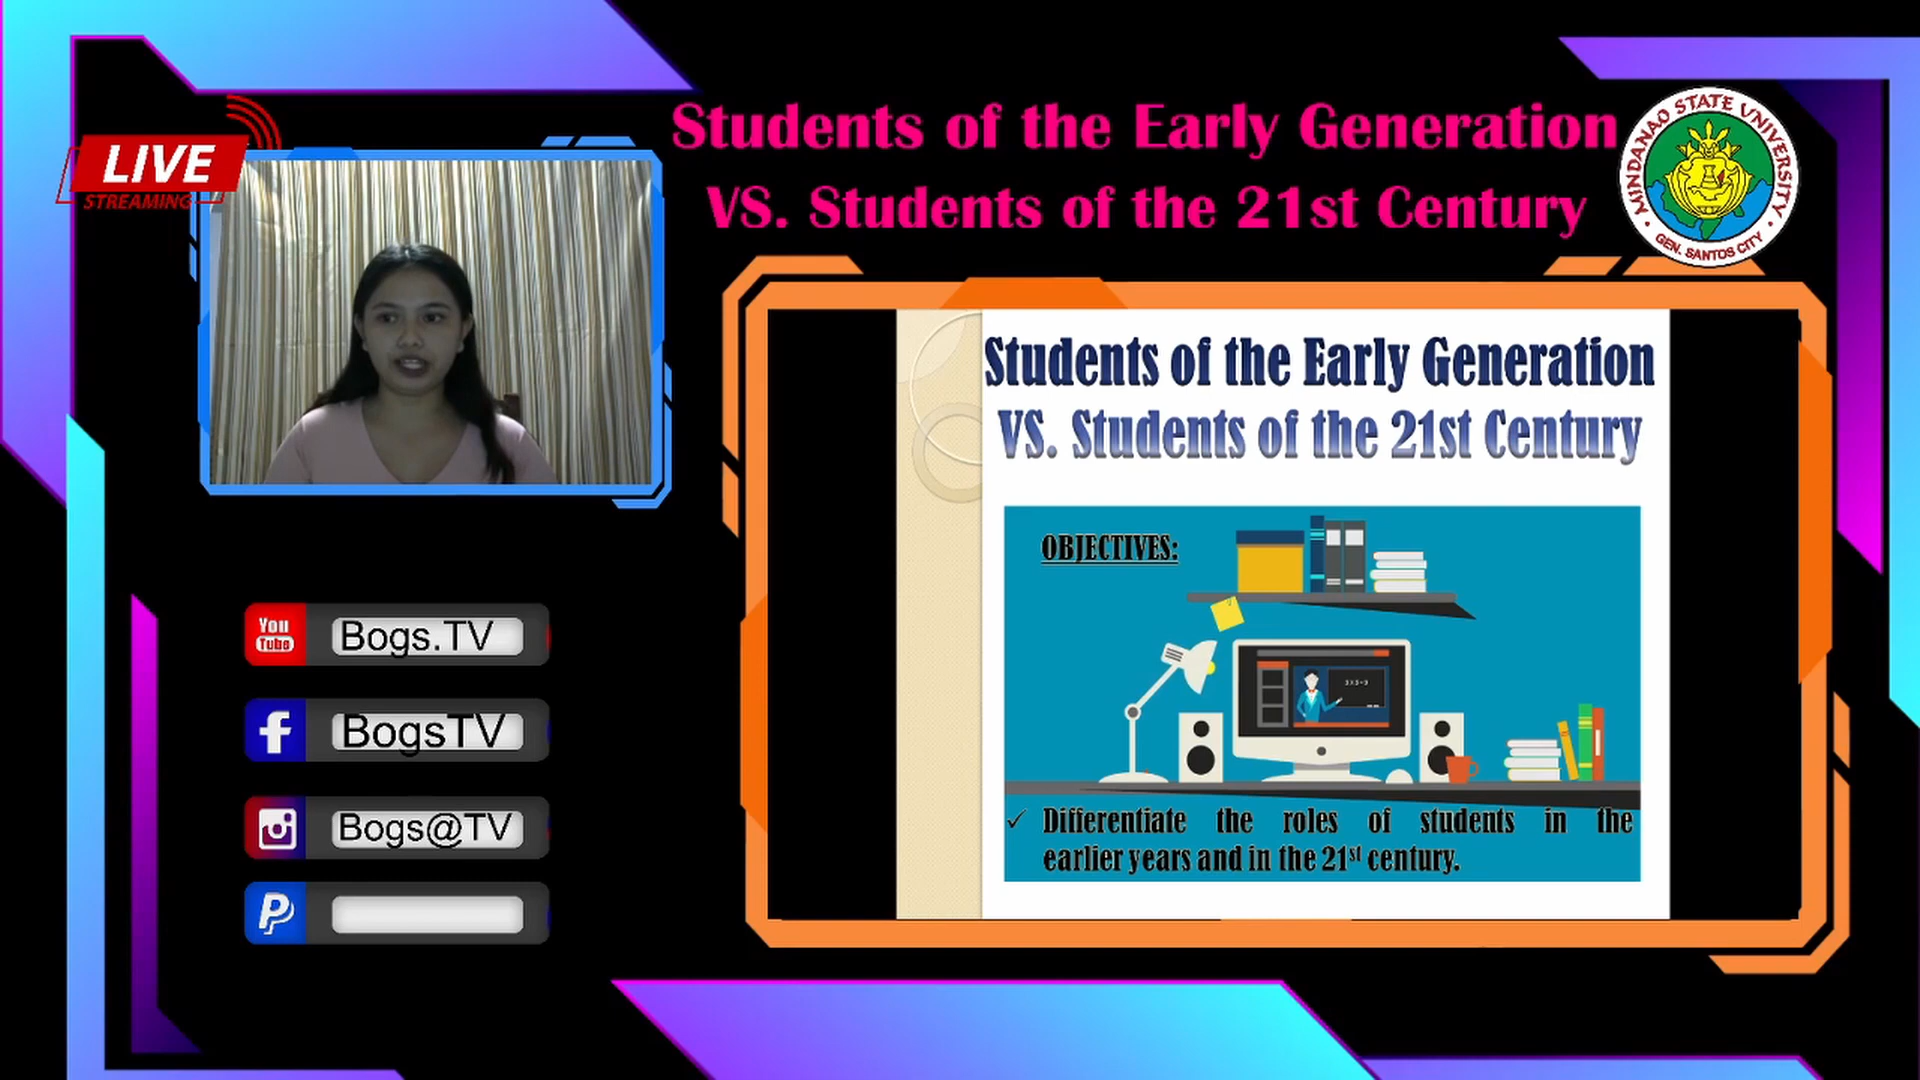 LIVE
STREAMING
Students of the Early Generation
VS. Students of the 21st Century
MINDANAO STATE UNIVERSITY
GEN. SANTOS CITY
Students of the Early Generation
VS. Students of the 21st Century
OBJECTIVES:
✓ Differentiate the roles of students in the
earlier years and in the 21st century.
You
Tube
Bogs.TV
f
BogsTV
Bogs@TV
P